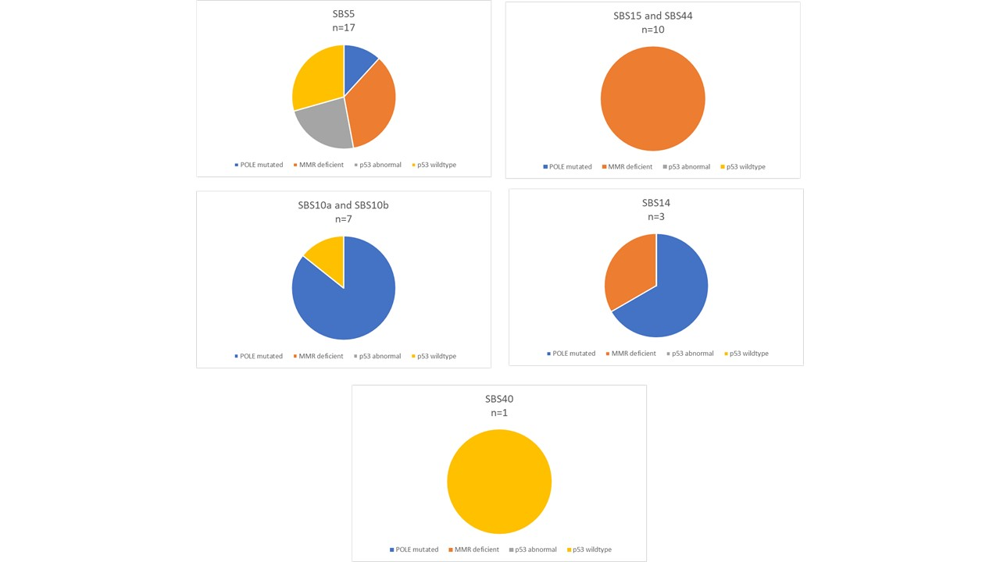 SBS5
n=17
POLE mutated MMR deficient p53 abnormal p53 wildtype
SBS15 and SBS44
n=10
POLE mutated MMR deficient p53 abnormal p53 wildtype
SBS10a and SBS10b
n=7
POLE mutated MMR deficient p53 abnormal p53 wildtype
SBS14
n=3
POLE mutated MMR deficient p53 abnormal p53 wildtype
SBS40
n=1
POLE mutated MMR deficient p53 abnormal p53 wildtype